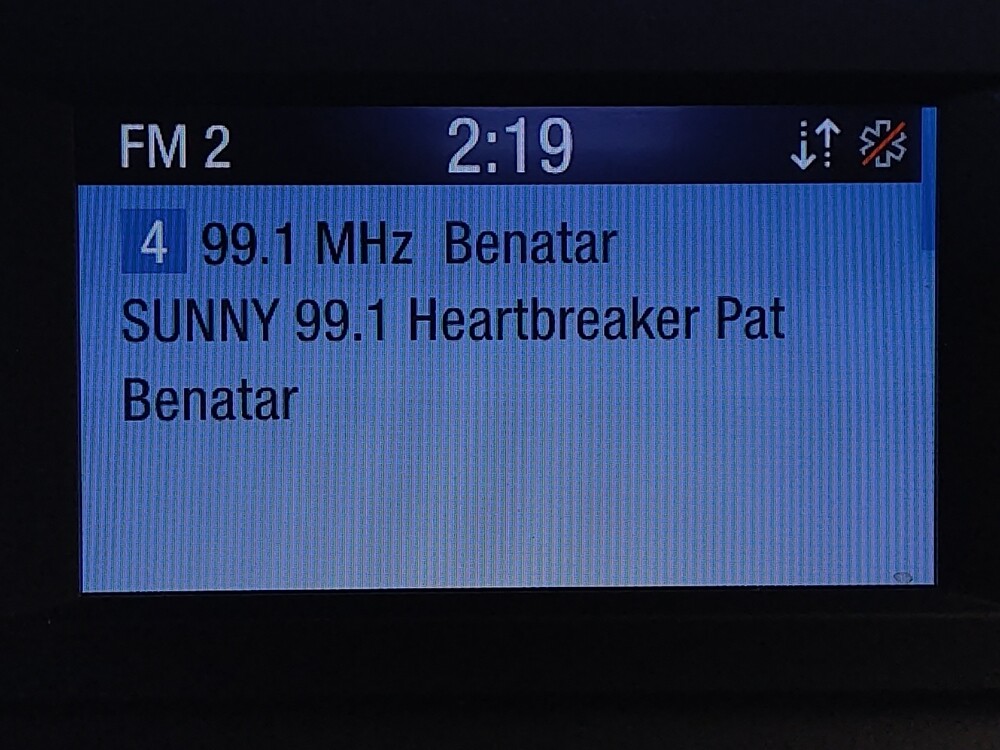 FM 2 2:19
4 99.1 MHz Benatar
SUNNY 99.1 Heartbreaker Pat
Benatar